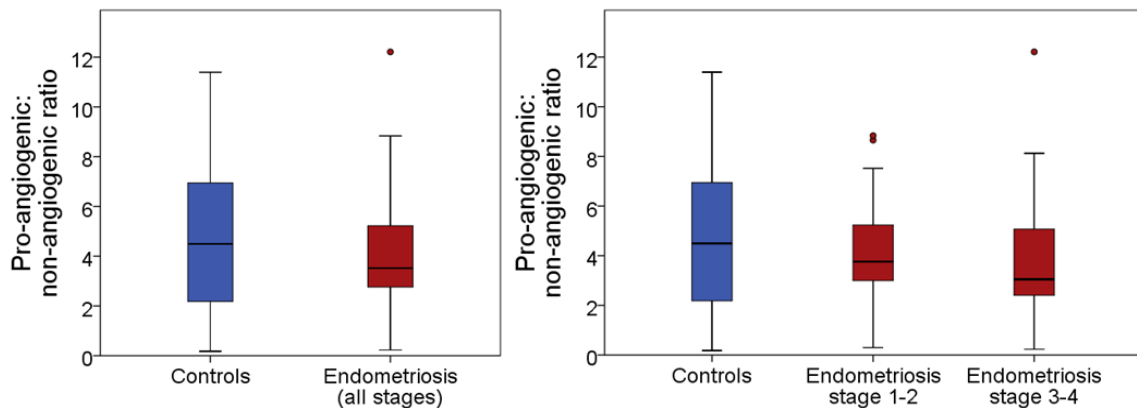 Pro-angiogenic:
non-angiogenic ratio
12
10
8
6
4
2
0
Controls
Endometriosis
(all stages)
Pro-angiogenic:
non-angiogenic ratio
12
10
8
6
4
2
0
Controls
Endometriosis
stage 1-2
Endometriosis
stage 3-4